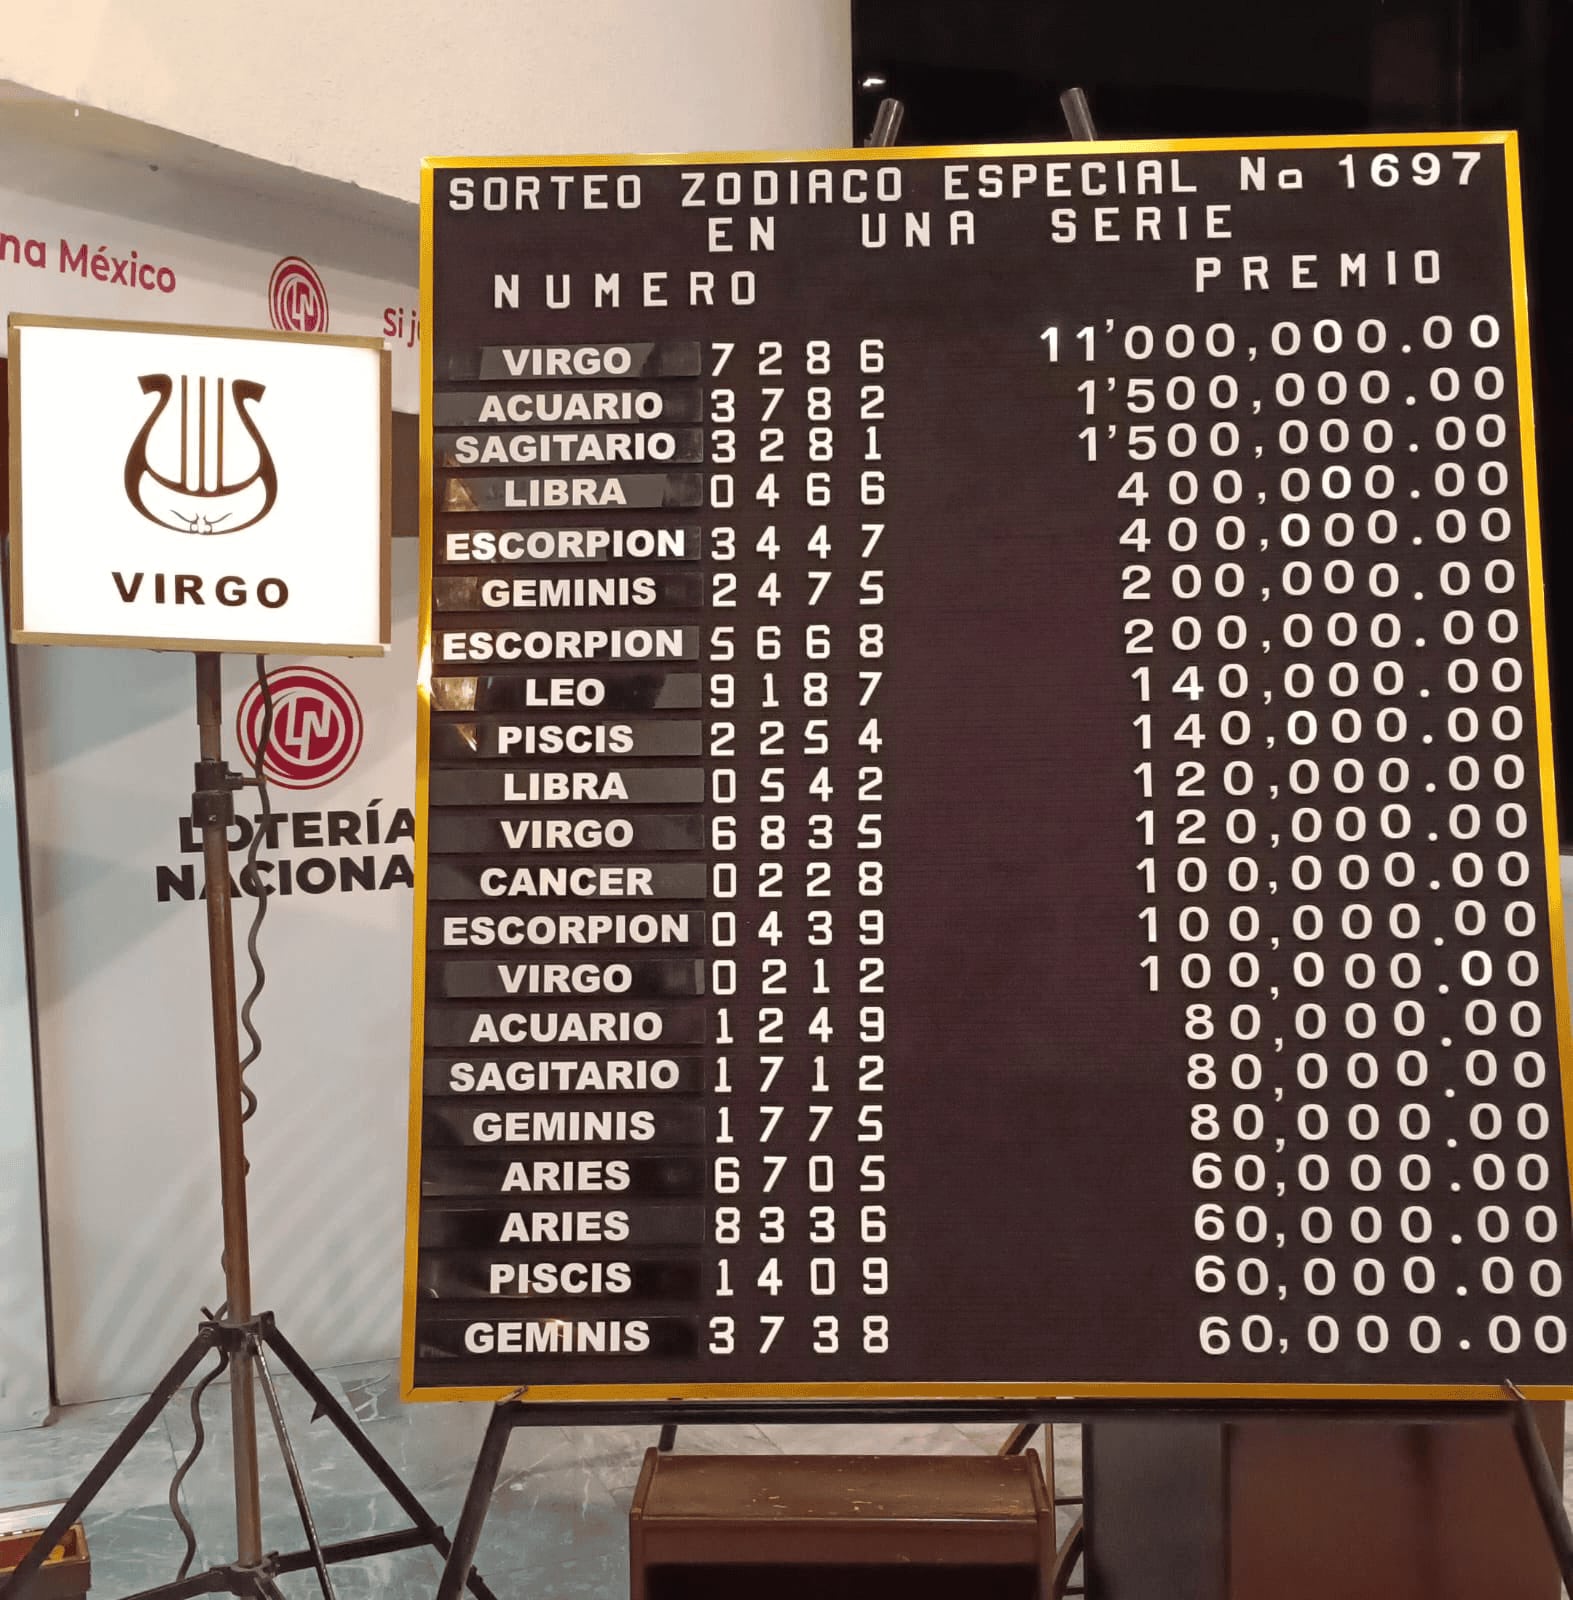 na México
Si j
LN
VIRGO
LN
LOTERÍA
NACIONA
SORTEO ZODIACO ESPECIAL No 1697
EN UNA SERIE
NUMERO PREMIO
VIRGO 7286 11'000,000.00
ACUARIO 3782 1'500,000.00
SAGITARIO 3281 1'500,000.00
LIBRA 0466 400,000.00
ESCORPION 3447 400,000.00
GEMINIS 2475 200,000.00
ESCORPION 5668 200,000.00
LEO 9187 140,000.00
PISCIS 2254 140,000.00
LIBRA 0542 120,000.00
VIRGO 6835 120,000.00
CANCER 0228 100,000.00
ESCORPION 0439 100,000.00
VIRGO 0212 100,000.00
ACUARIO 1249 80,000.00
SAGITARIO 1712 80,000.00
GEMINIS 1775 80,000.00
ARIES 6705 60,000.00
ARIES 8336 60,000.00
PISCIS 1409 60,000.00
GEMINIS 3738 60,000.00